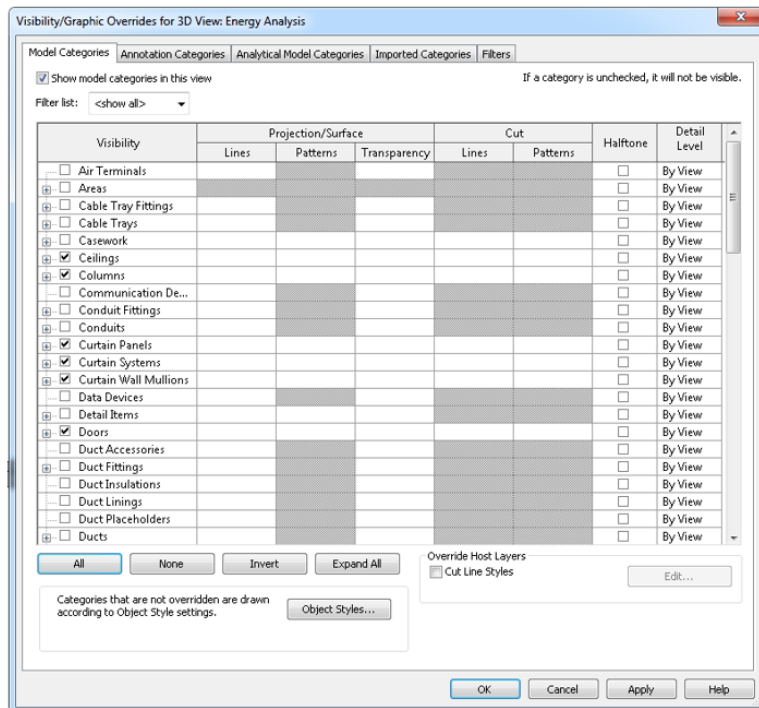 Visibility/Graphic Overrides for 3D View: Energy Analysis
Model Categories Annotation Categories Analytical Model Categories Imported Categories Filters
Show model categories in this view If a category is unchecked, it will not be visible.
Filter list: <show all>
Visibility Projection/Surface Cut Halftone Detail Level
Lines Patterns Transparency Lines Patterns
Air Terminals By View
Areas By View
Cable Tray Fittings By View
Cable Trays By View
Casework By View
Ceilings By View
Columns By View
Communication De... By View
Conduit Fittings By View
Conduits By View
Curtain Panels By View
Curtain Systems By View
Curtain Wall Mullions By View
Data Devices By View
Detail Items By View
Doors By View
Duct Accessories By View
Duct Fittings By View
Duct Insulations By View
Duct Linings By View
Duct Placeholders By View
Ducts By View
All None Invert Expand All
Override Host Layers
Cut Line Styles Edit...
Categories that are not overridden are drawn
according to Object Style settings.
Object Styles...
OK Cancel Apply Help